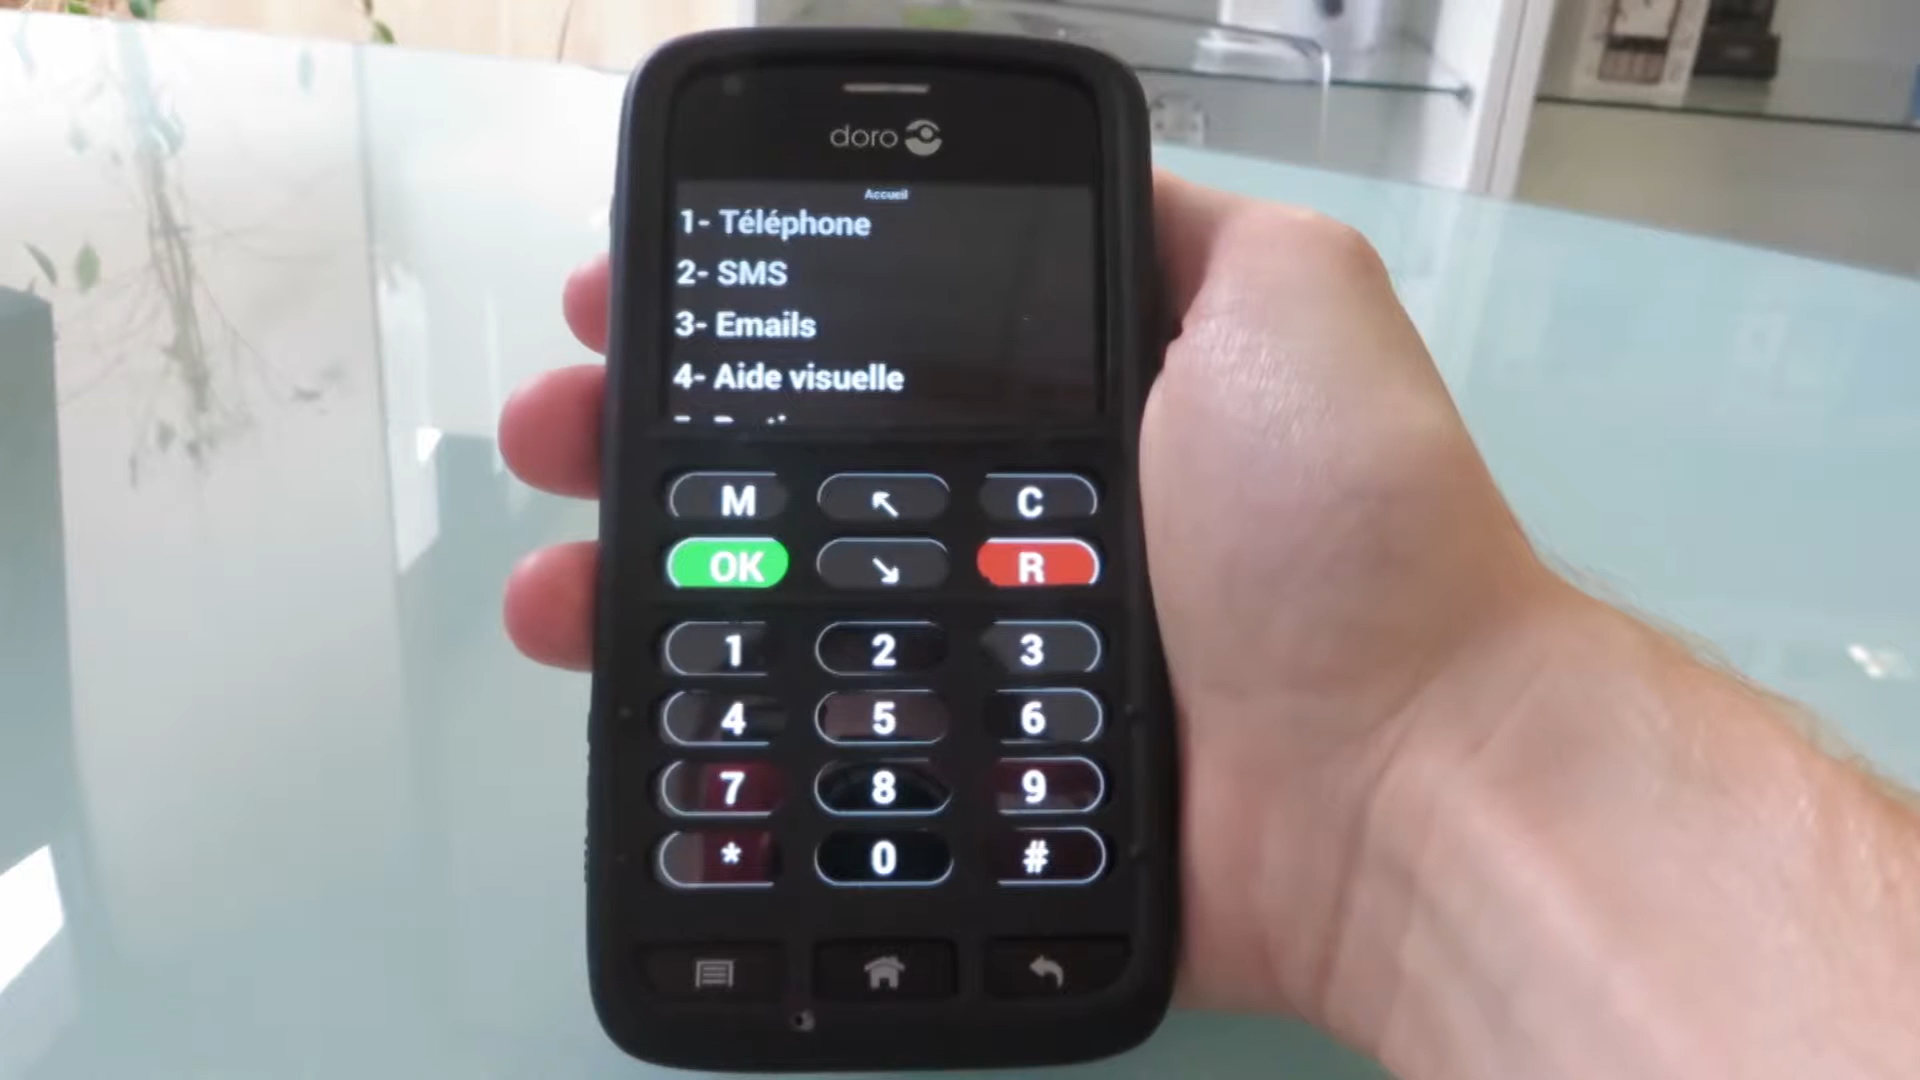 doro
Accueil
1- Téléphone
2- SMS
3- Emails
4- Aide visuelle
M ↖ C
OK ↘ R
1 2 3
4 5 6
7 8 9
* 0 #